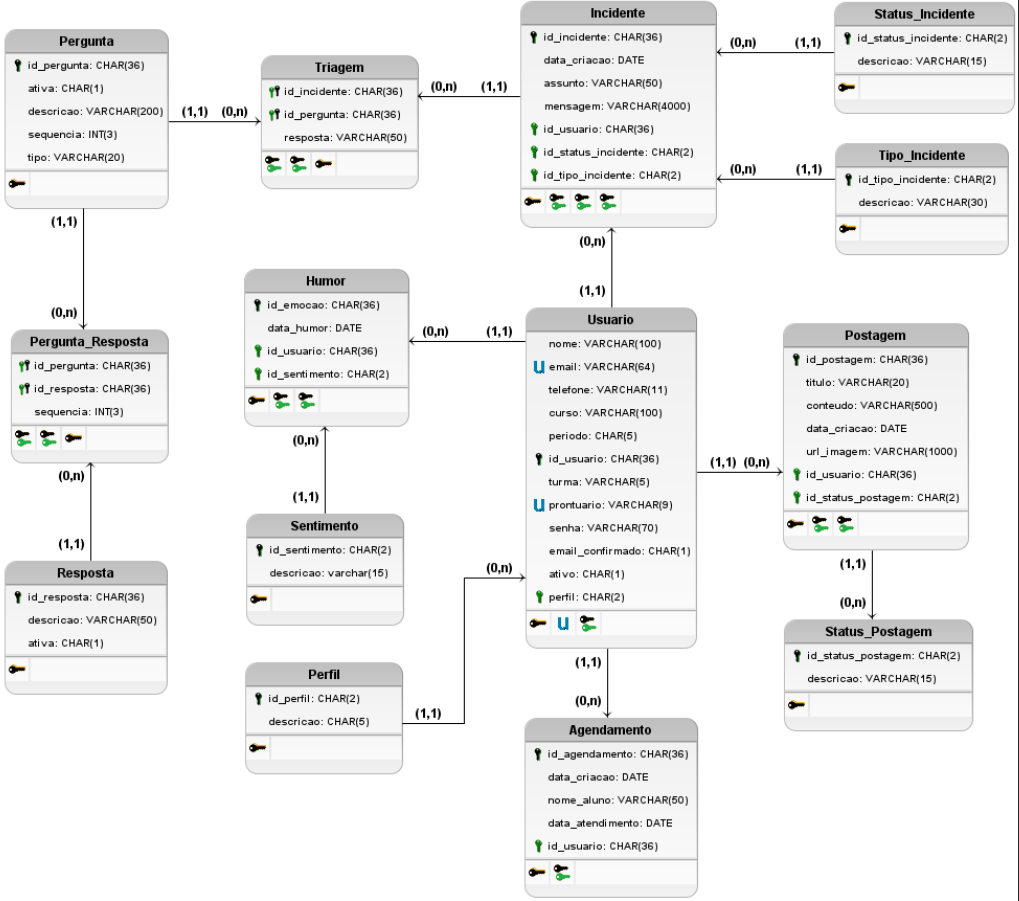 Pergunta
id_pergunta: CHAR(36)
ativa: CHAR(1)
descricao: VARCHAR(200)
sequencia: INT(3)
tipo: VARCHAR(20)
(1,1)
(0,n)
(1,1)
(0,n)
Triagem
id_incidente: CHAR(36)
id_pergunta: CHAR(36)
resposta: VARCHAR(50)
(0,n)
(1,1)
Incidente
id_incidente: CHAR(36)
data_criacao: DATE
assunto: VARCHAR(50)
mensagem: VARCHAR(4000)
id_usuario: CHAR(36)
id_status_incidente: CHAR(2)
id_tipo_incidente: CHAR(2)
(0,n)
(1,1)
Status_Incidente
id_status_incidente: CHAR(2)
descricao: VARCHAR(15)
(0,n)
(1,1)
Tipo_Incidente
id_tipo_incidente: CHAR(2)
descricao: VARCHAR(30)
(0,n)
(1,1)
Pergunta_Resposta
id_pergunta: CHAR(36)
id_resposta: CHAR(36)
sequencia: INT(3)
(0,n)
(1,1)
Resposta
id_resposta: CHAR(36)
descricao: VARCHAR(50)
ativa: CHAR(1)
Humor
id_emocao: CHAR(36)
data_humor: DATE
id_usuario: CHAR(36)
id_sentimento: CHAR(2)
(0,n)
(1,1)
(0,n)
(1,1)
Sentimento
id_sentimento: CHAR(2)
descricao: varchar(15)
Perfil
id_perfil: CHAR(2)
descricao: CHAR(5)
(1,1)
(0,n)
Usuario
nome: VARCHAR(100)
U email: VARCHAR(64)
telefone: VARCHAR(11)
curso: VARCHAR(100)
periodo: CHAR(5)
id_usuario: CHAR(36)
turma: VARCHAR(5)
U prontuario: VARCHAR(9)
senha: VARCHAR(70)
email_confirmado: CHAR(1)
ativo: CHAR(1)
perfil: CHAR(2)
U
(1,1)
(0,n)
(1,1) (0,n)
Postagem
id_postagem: CHAR(36)
titulo: VARCHAR(20)
conteudo: VARCHAR(500)
data_criacao: DATE
url_imagem: VARCHAR(1000)
id_usuario: CHAR(36)
id_status_postagem: CHAR(2)
(1,1)
(0,n)
Status_Postagem
id_status_postagem: CHAR(2)
descricao: VARCHAR(15)
Agendamento
id_agendamento: CHAR(36)
data_criacao: DATE
nome_aluno: VARCHAR(50)
data_atendimento: DATE
id_usuario: CHAR(36)